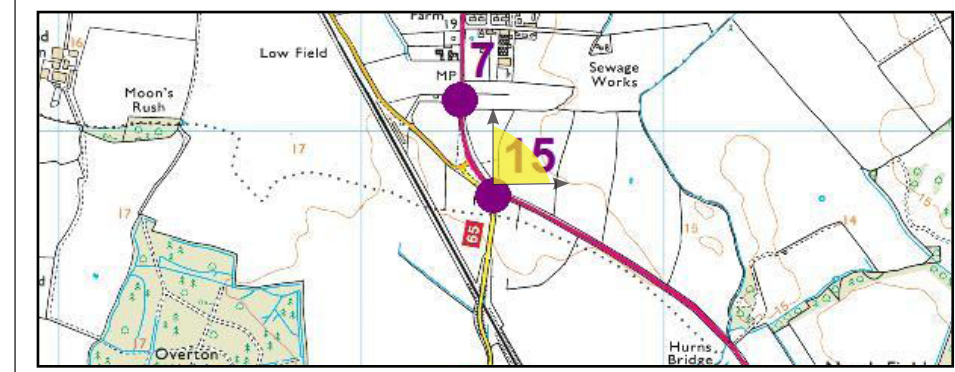 Farm
19
16
7
Low Field
MP
Sewage
Works
Moon's
Rush
17
15
15
17
65
15
14
15
17
Overton
Hurns
Bridge